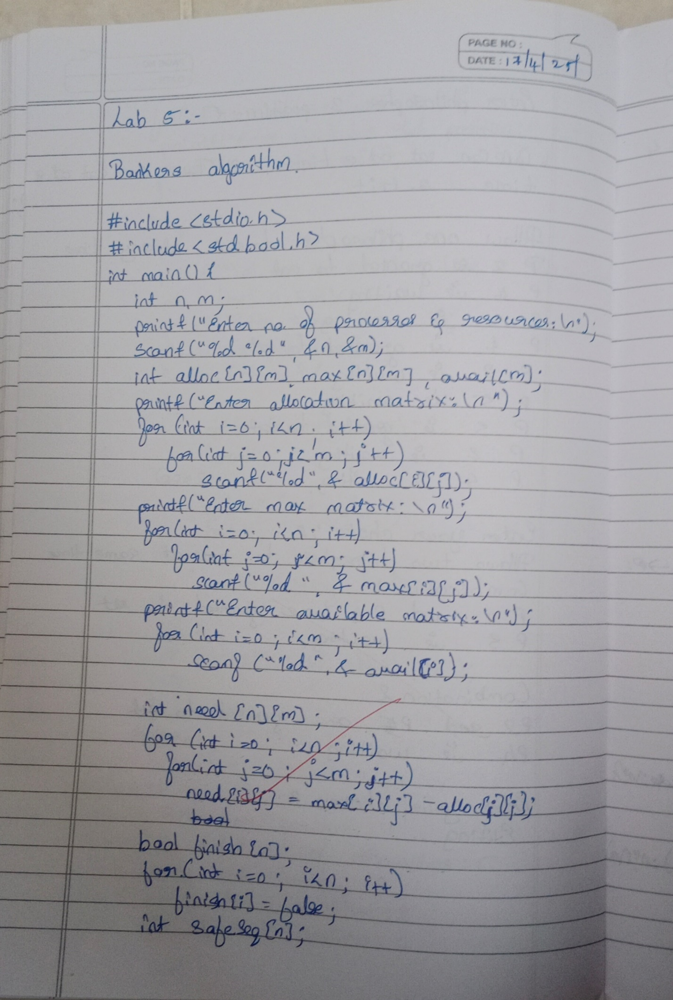 PAGE NO :
DATE : 17/4/25
Lab 5:-
Bankers algorithm.
#include <stdio.h>
#include <stdbool.h>
int main() {
int n, m;
printf("Enter no. of processes & resources:\n");
scanf("%d %d", &n, &m);
int alloc[n][m], max[n][m], avail[m];
printf("Enter allocation matrix:\n");
for (int i=0; i<n; i++)
for(int j=0; j<m; j++)
scanf("%d", & alloc[i][j]);
printf("Enter max matrix: \n");
for(int i=0; i<n; i++)
for(int j=0; j<m; j++)
scanf("%d", & max[i][j]);
printf("Enter available matrix:\n");
for (int i=0; i<m; i++)
scanf ("%d", & avail[i]);
int need [n][m];
for (int i=0; i<n; i++)
for(int j=0; j<m; j++)
need[i][j] = max[i][j] - alloc[j][j];
bool
bool finish[n];
for (int i=0; i<n; i++)
finish[i] = false;
int safeSeq[n];